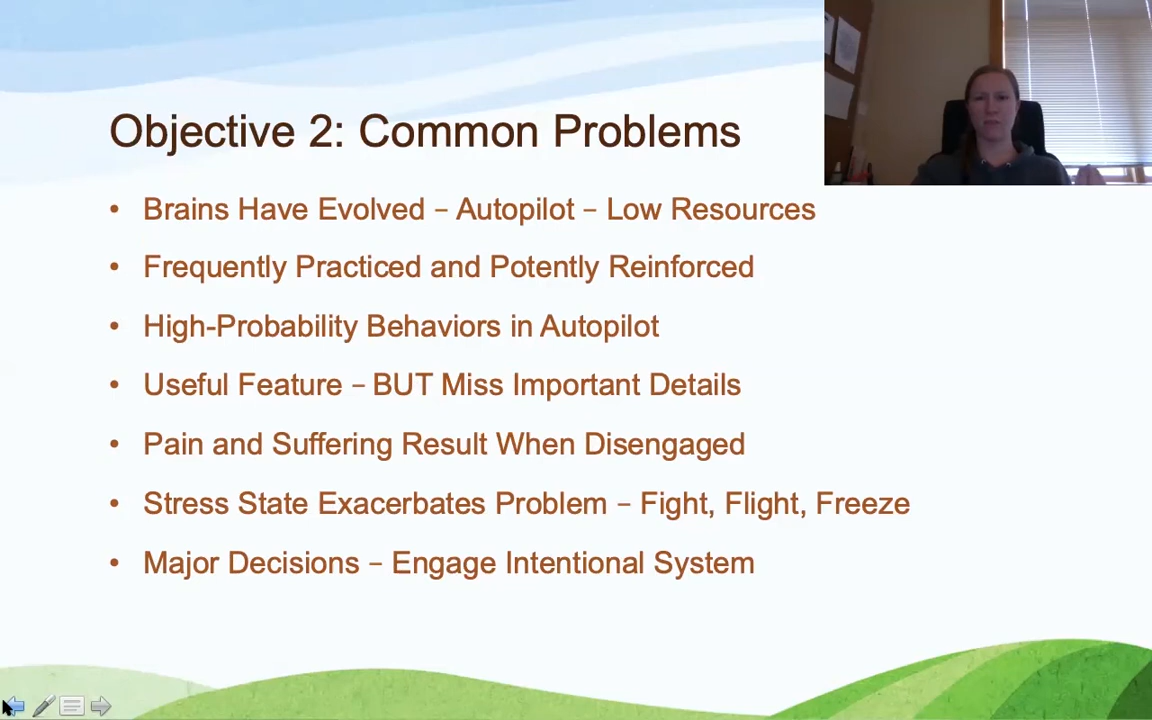 Objective 2: Common Problems
• Brains Have Evolved – Autopilot – Low Resources
• Frequently Practiced and Potently Reinforced
• High-Probability Behaviors in Autopilot
• Useful Feature – BUT Miss Important Details
• Pain and Suffering Result When Disengaged
• Stress State Exacerbates Problem – Fight, Flight, Freeze
• Major Decisions – Engage Intentional System